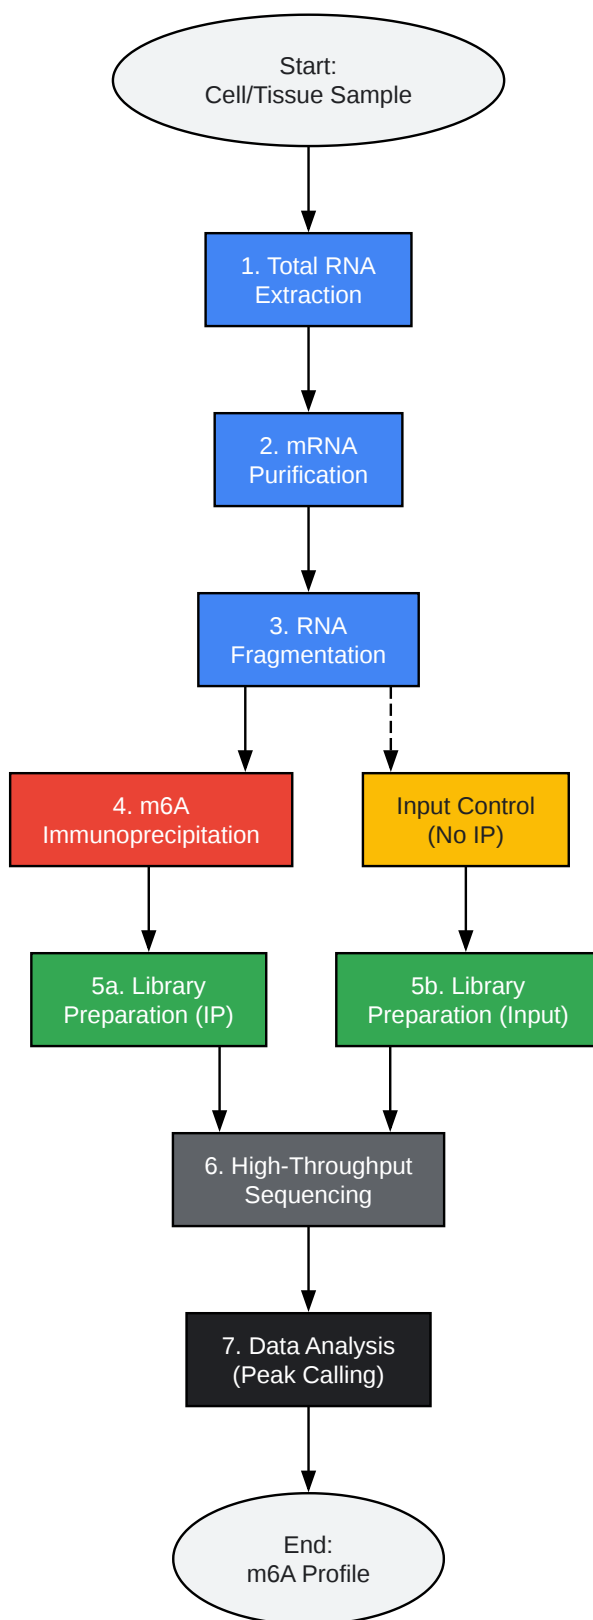 Start:
Cell/Tissue Sample
1. Total RNA
Extraction
2. mRNA
Purification
3. RNA
Fragmentation
4. m6A
Immunoprecipitation
Input Control
(No IP)
5a. Library
Preparation (IP)
5b. Library
Preparation (Input)
6. High-Throughput
Sequencing
7. Data Analysis
(Peak Calling)
End:
m6A Profile